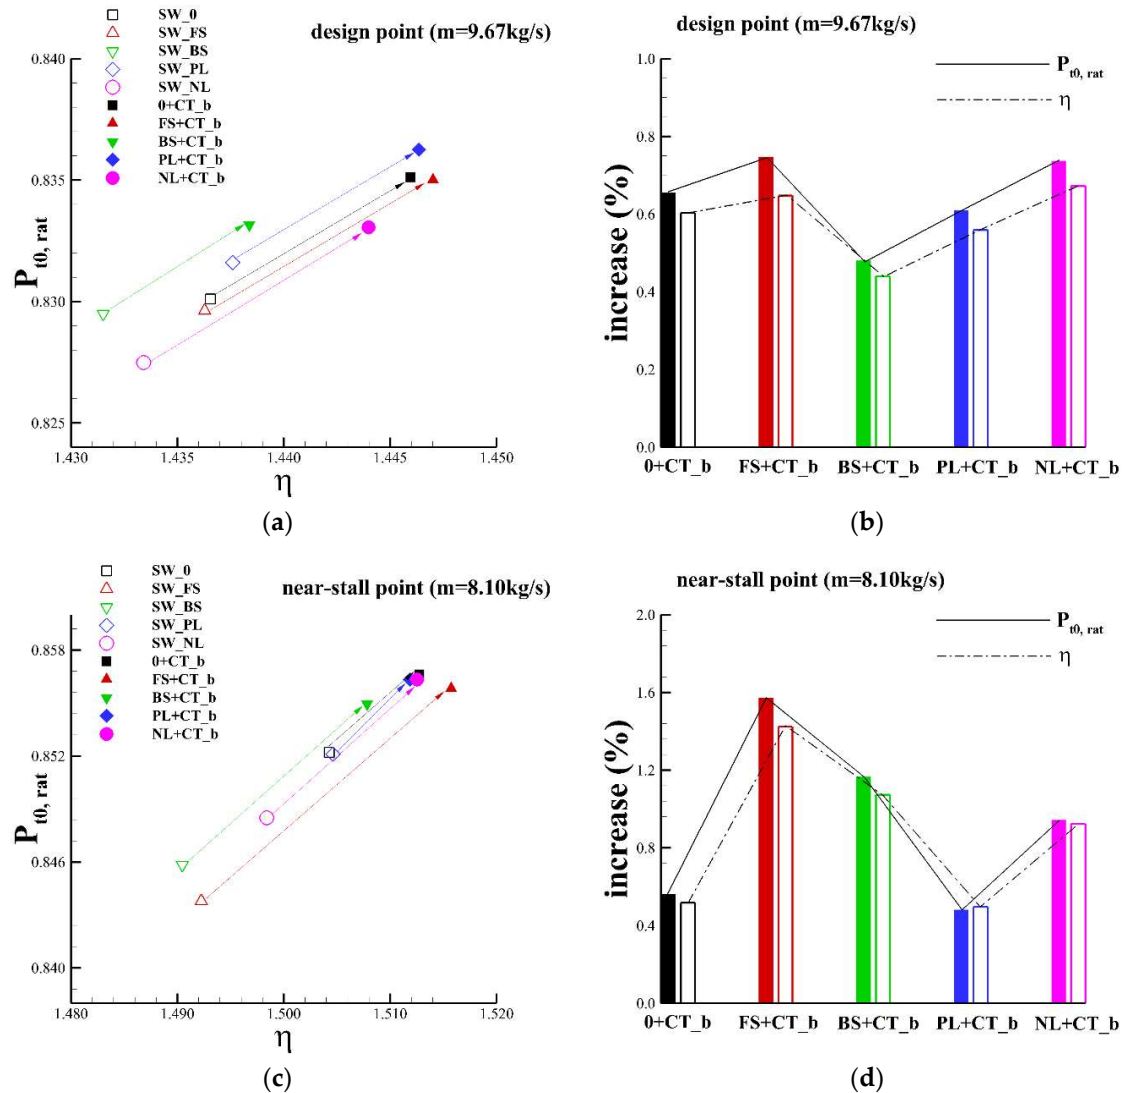 SW_0
SW_FS
SW_BS
SW_PL
SW_NL
0+CT_b
FS+CT_b
BS+CT_b
PL+CT_b
NL+CT_b
design point (m=9.67kg/s)
0.840
0.835
0.830
0.825
Pt0, rat
1.430
1.435
1.440
1.445
1.450
η
(a)
design point (m=9.67kg/s)
Pt0, rat
η
1.0
0.8
0.6
0.4
0.2
0.0
increase (%)
0+CT_b
FS+CT_b
BS+CT_b
PL+CT_b
NL+CT_b
(b)
SW_0
SW_FS
SW_BS
SW_PL
SW_NL
0+CT_b
FS+CT_b
BS+CT_b
PL+CT_b
NL+CT_b
near-stall point (m=8.10kg/s)
0.858
0.852
0.846
0.840
Pt0, rat
1.480
1.490
1.500
1.510
1.520
η
(c)
near-stall point (m=8.10kg/s)
Pt0, rat
η
2.0
1.6
1.2
0.8
0.4
0.0
increase (%)
0+CT_b
FS+CT_b
BS+CT_b
PL+CT_b
NL+CT_b
(d)